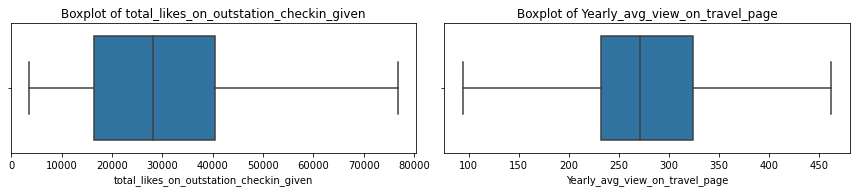 Boxplot of total_likes_on_outstation_checkin_given
0 10000 20000 30000 40000 50000 60000 70000 80000
total_likes_on_outstation_checkin_given
Boxplot of Yearly_avg_view_on_travel_page
100 150 200 250 300 350 400 450
Yearly_avg_view_on_travel_page